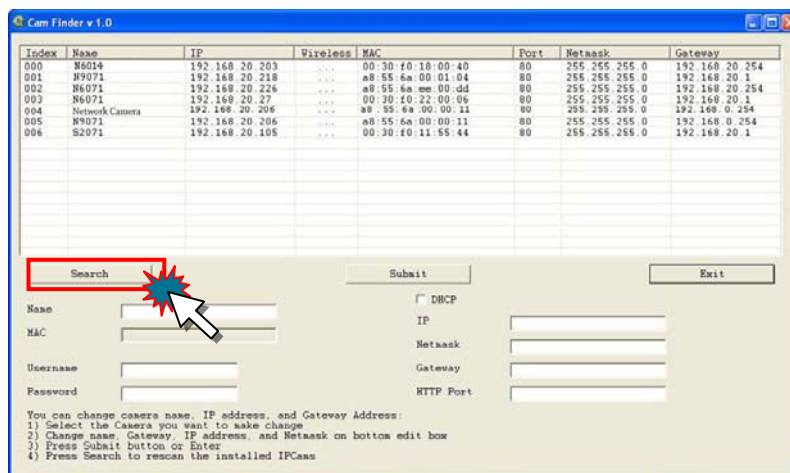 Cam Finder v 1.0
Index Name IP Wireless MAC Port Netmask Gateway
000 N6014 192.168.20.203 ... 00:30:f0:18:00:40 80 255.255.255.0 192.168.20.254
001 N9071 192.168.20.218 ... a8:55:6a:00:01:04 80 255.255.255.0 192.168.20.1
002 N6071 192.168.20.226 ... a8:55:6a:ee:00:dd 80 255.255.255.0 192.168.20.254
003 N6071 192.168.20.27 ... 00:30:f0:22:00:06 80 255.255.255.0 192.168.20.1
004 Network Camera 192.168.20.206 ... a8:55:6a:00:00:11 80 255.255.255.0 192.168.0.254
005 N9071 192.168.20.206 ... a8:55:6a:00:00:11 80 255.255.255.0 192.168.0.254
006 S2071 192.168.20.105 ... 00:30:f0:11:55:44 80 255.255.255.0 192.168.20.1
Search Submit Exit
DHCP
Name
IP
MAC
Netmask
Username Gateway
Password HTTP Port
You can change camera name, IP address, and Gateway Address:
1) Select the Camera you want to make change
2) Change name, Gateway, IP address, and Netmask on bottom edit box
3) Press Submit button or Enter
4) Press Search to rescan the installed IPCams